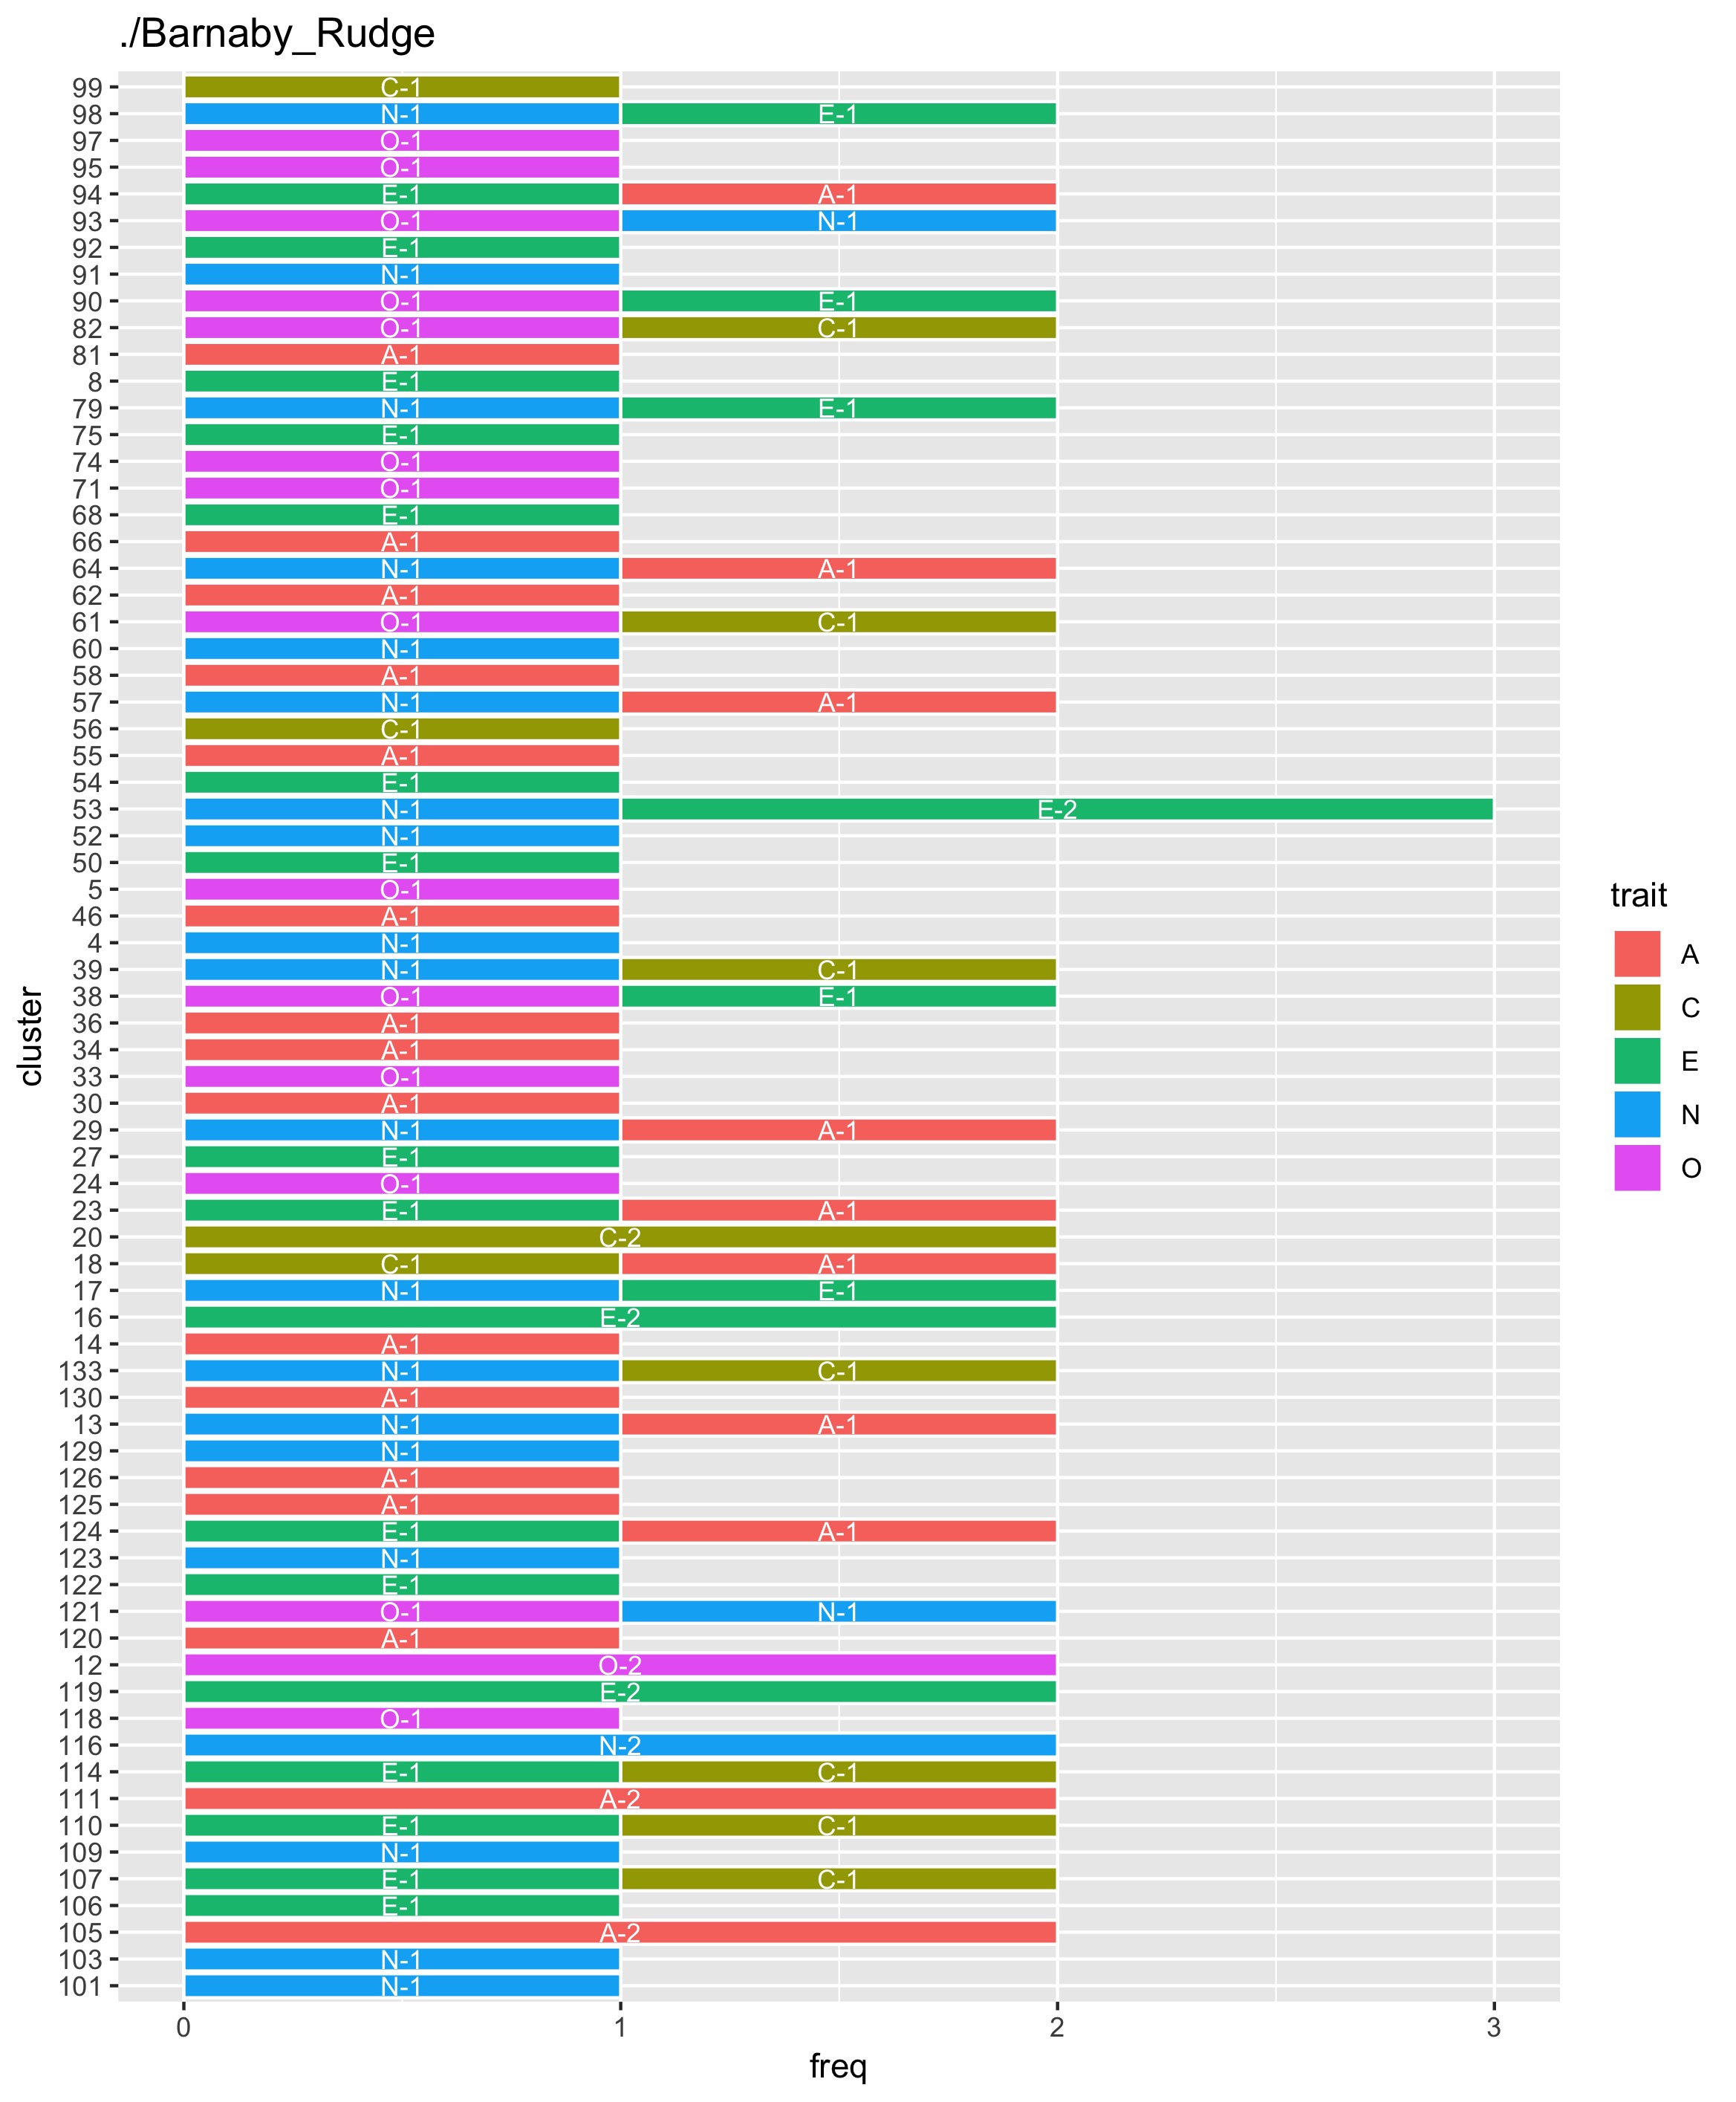 ./Barnaby_Rudge
99 C-1
98 N-1 E-1
97 O-1
95 O-1
94 E-1 A-1
93 O-1 N-1
92 E-1
91 N-1
90 O-1 E-1
82 O-1 C-1
81 A-1
8 E-1
79 N-1 E-1
75 E-1
74 O-1
71 O-1
68 E-1
66 A-1
64 N-1 A-1
62 A-1
61 O-1 C-1
60 N-1
58 A-1
57 N-1 A-1
56 C-1
55 A-1
54 E-1
53 N-1 E-2
52 N-1
50 E-1
5 O-1
46 A-1
4 N-1
39 N-1 C-1
38 O-1 E-1
36 A-1
34 A-1
33 O-1
30 A-1
29 N-1 A-1
27 E-1
24 O-1
23 E-1 A-1
20 C-2
18 C-1 A-1
17 N-1 E-1
16 E-2
14 A-1
133 N-1 C-1
130 A-1
13 N-1 A-1
129 N-1
126 A-1
125 A-1
124 E-1 A-1
123 N-1
122 E-1
121 O-1 N-1
120 A-1
12 O-2
119 E-2
118 O-1
116 N-2
114 E-1 C-1
111 A-2
110 E-1 C-1
109 N-1
107 E-1 C-1
106 E-1
105 A-2
103 N-1
101 N-1
0 1 2 3
freq
cluster
trait
A
C
E
N
O